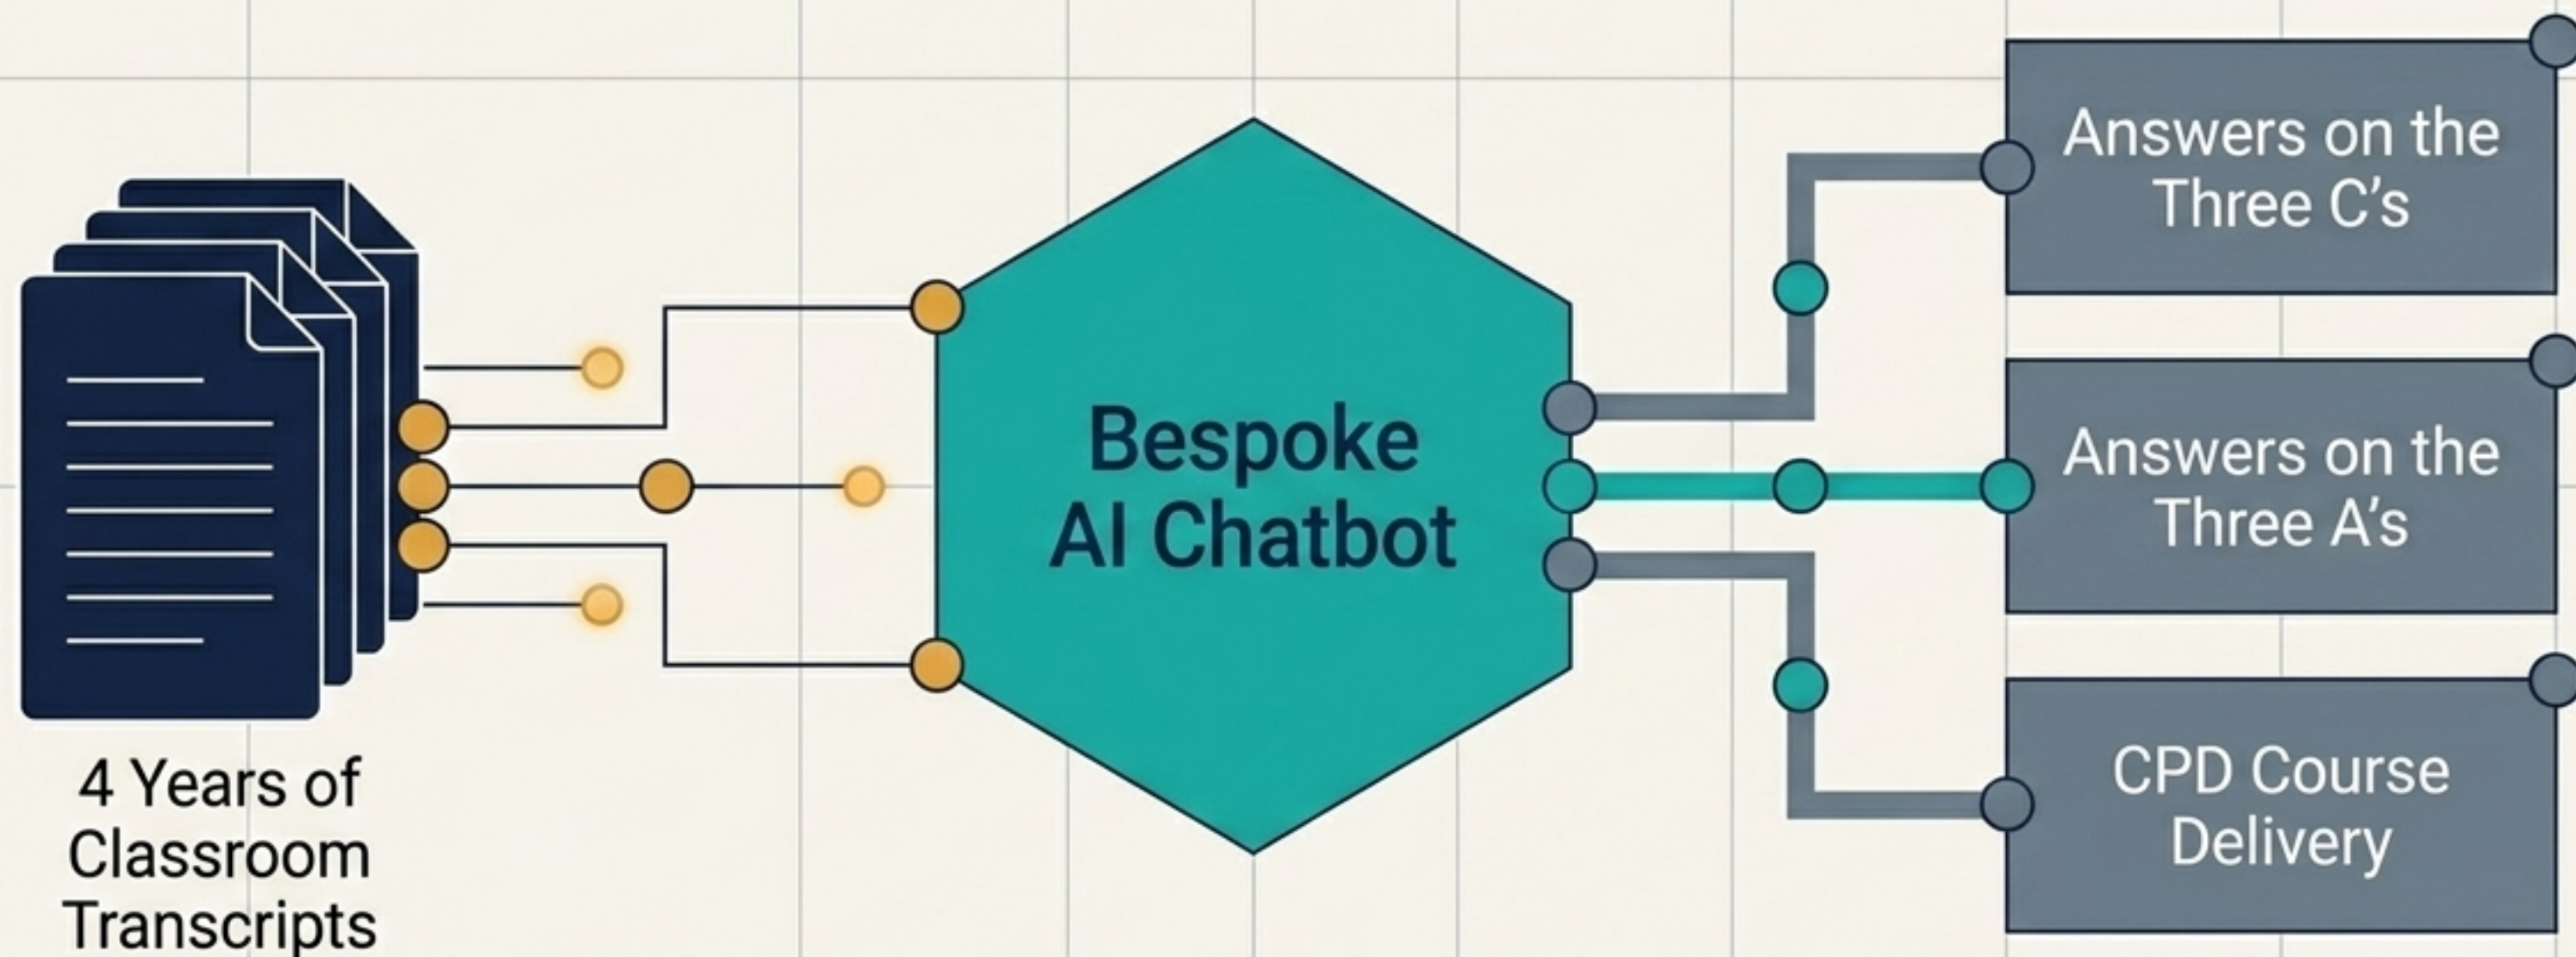 4 Years of
Classroom
Transcripts
Bespoke
AI Chatbot
Answers on the
Three C’s
Answers on the
Three A’s
CPD Course
Delivery